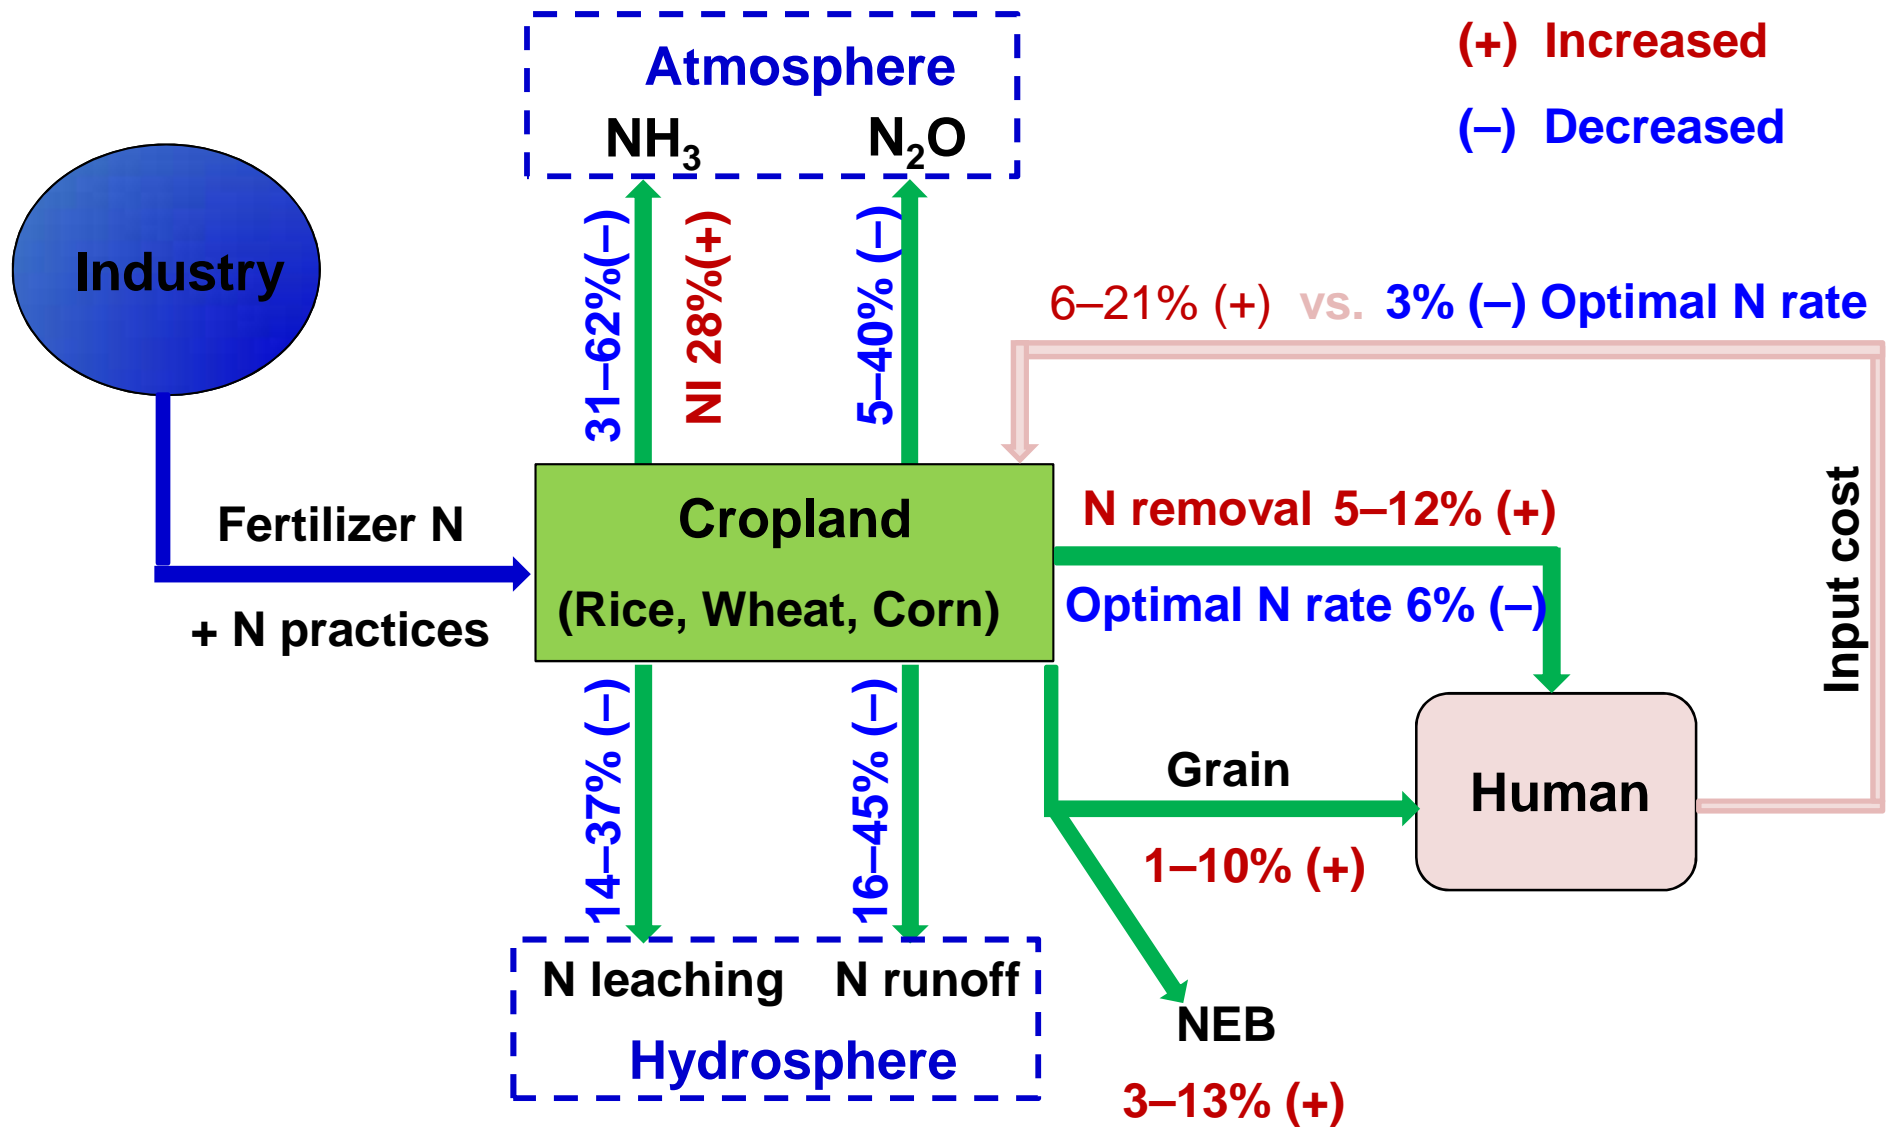 Atmosphere
NH3
N2O
(+) Increased
(–) Decreased
Industry
31–62%(–)
NI 28%(+)
5–40% (–)
6–21% (+) vs. 3% (–) Optimal N rate
Fertilizer N
+ N practices
Cropland
(Rice, Wheat, Corn)
N removal 5–12% (+)
Optimal N rate 6% (–)
Input cost
14–37% (–)
16–45% (–)
Grain
1–10% (+)
Human
N leaching
N runoff
Hydrosphere
NEB
3–13% (+)